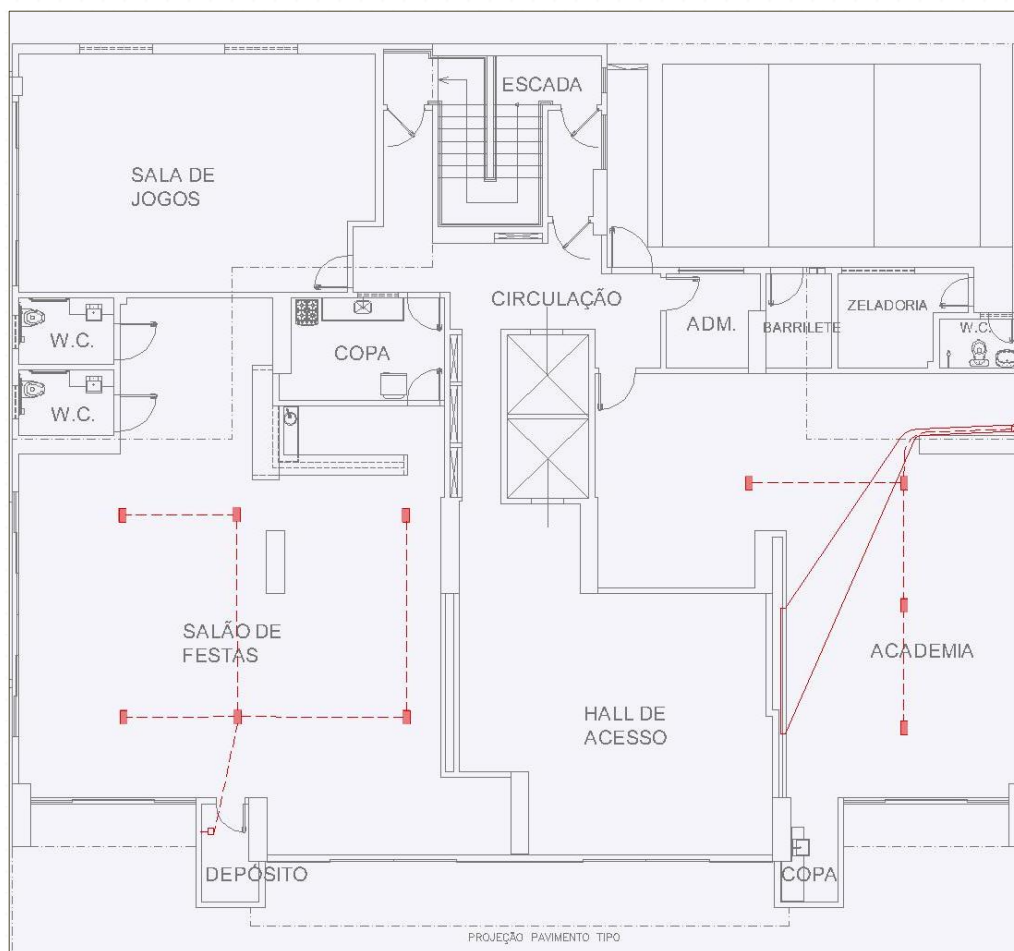 ESCADA
SALA DE
JOGOS
CIRCULAÇÃO
ZELADORIA
ADM.
BARRILETE
W.C.
W.C.
COPA
W.C.
SALÃO DE
FESTAS
ACADEMIA
HALL DE
ACESSO
DEPÓSITO
COPA
PROJEÇÃO PAVIMENTO TIPO